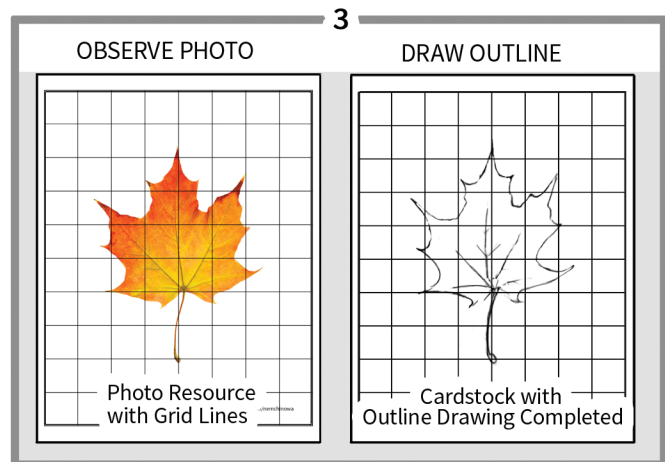 3
OBSERVE PHOTO
DRAW OUTLINE
Photo Resource
with Grid Lines
Cardstock with
Outline Drawing Completed